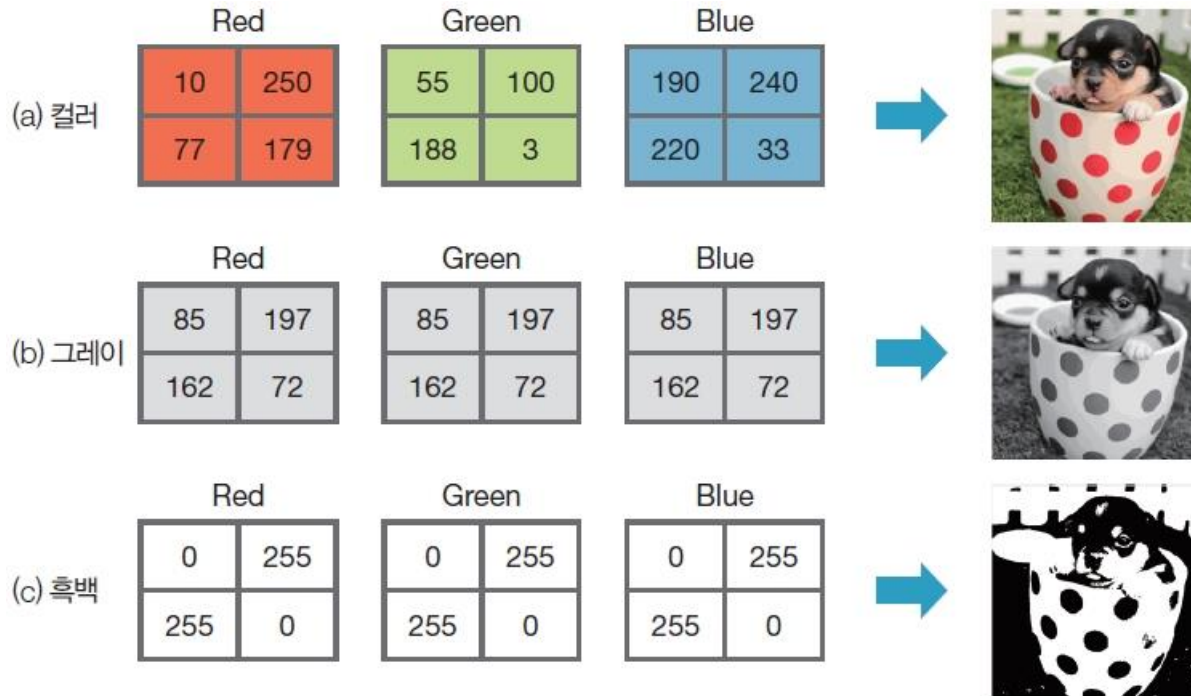 Red Green Blue
10 250 55 100 190 240
(a) 컬러
77 179 188 3 220 33
Red Green Blue
85 197 85 197 85 197
(b) 그레이
162 72 162 72 162 72
Red Green Blue
0 255 0 255 0 255
(c) 흑백
255 0 255 0 255 0